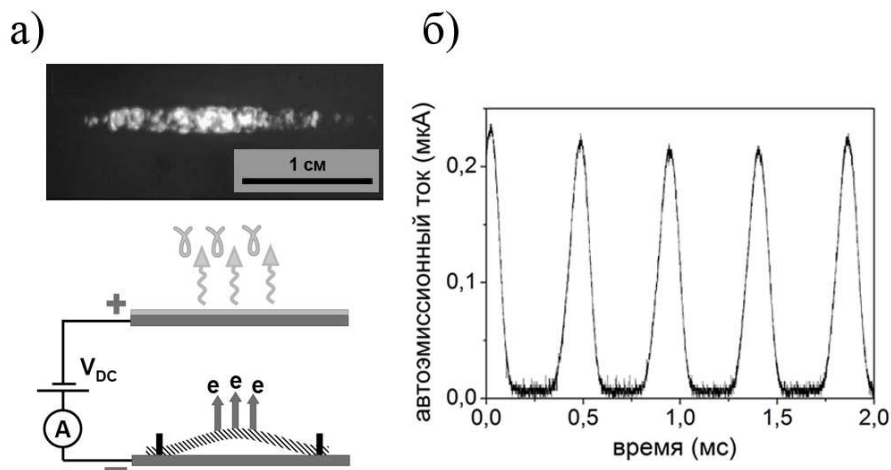 а)
1 см
+
V_DC
A
e e e
−
б)
автоэмиссионный ток (мкА)
0,2
0,1
0,0
0,0 0,5 1,0 1,5 2,0
время (мс)